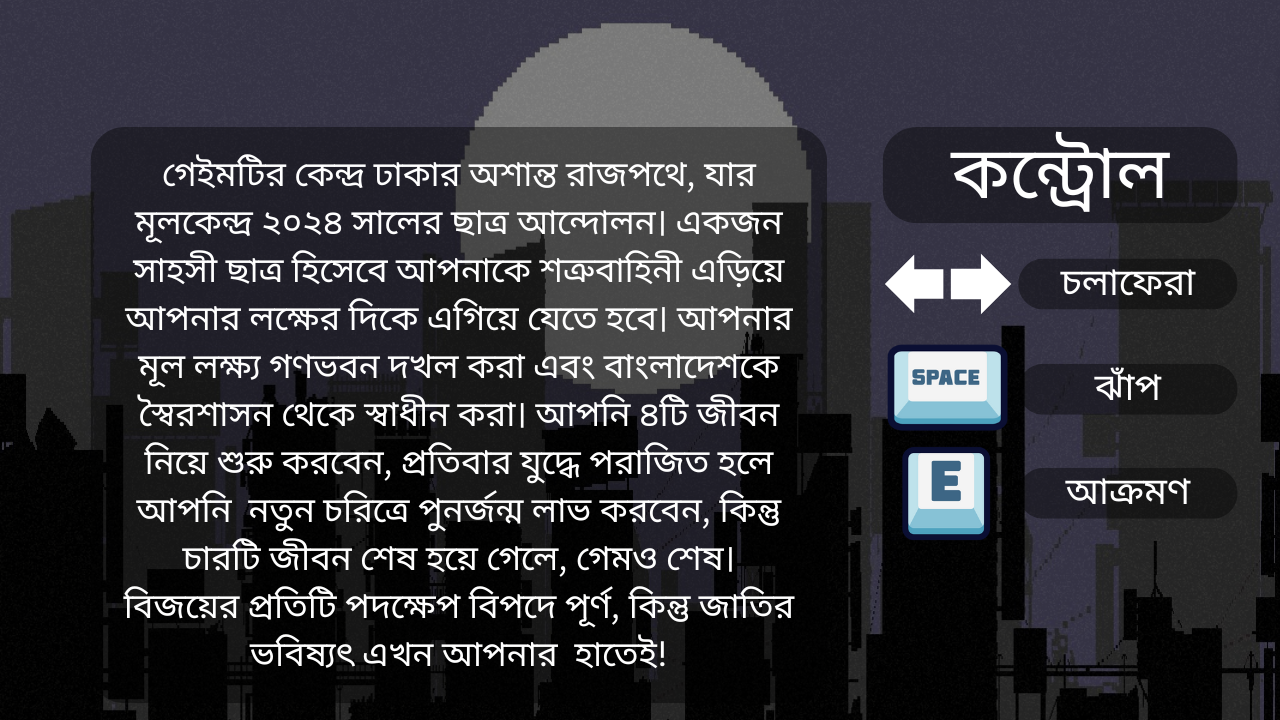 গেইমটির কেন্দ্র ঢাকার অশান্ত রাজপথে, যার
মূলকেন্দ্র ২০২৪ সালের ছাত্র আন্দোলন। একজন
সাহসী ছাত্র হিসেবে আপনাকে শত্রুবাহিনী এড়িয়ে
আপনার লক্ষের দিকে এগিয়ে যেতে হবে। আপনার
মূল লক্ষ্য গণভবন দখল করা এবং বাংলাদেশকে
স্বৈরশাসন থেকে স্বাধীন করা। আপনি ৪টি জীবন
নিয়ে শুরু করবেন, প্রতিবার যুদ্ধে পরাজিত হলে
আপনি  নতুন চরিত্রে পুনর্জন্ম লাভ করবেন, কিন্তু
চারটি জীবন শেষ হয়ে গেলে, গেমও শেষ।
বিজয়ের প্রতিটি পদক্ষেপ বিপদে পূর্ণ, কিন্তু জাতির
ভবিষ্যৎ এখন আপনার  হাতেই!
কন্ট্রোল
চলাফেরা
SPACE ঝাঁপ
E আক্রমণ